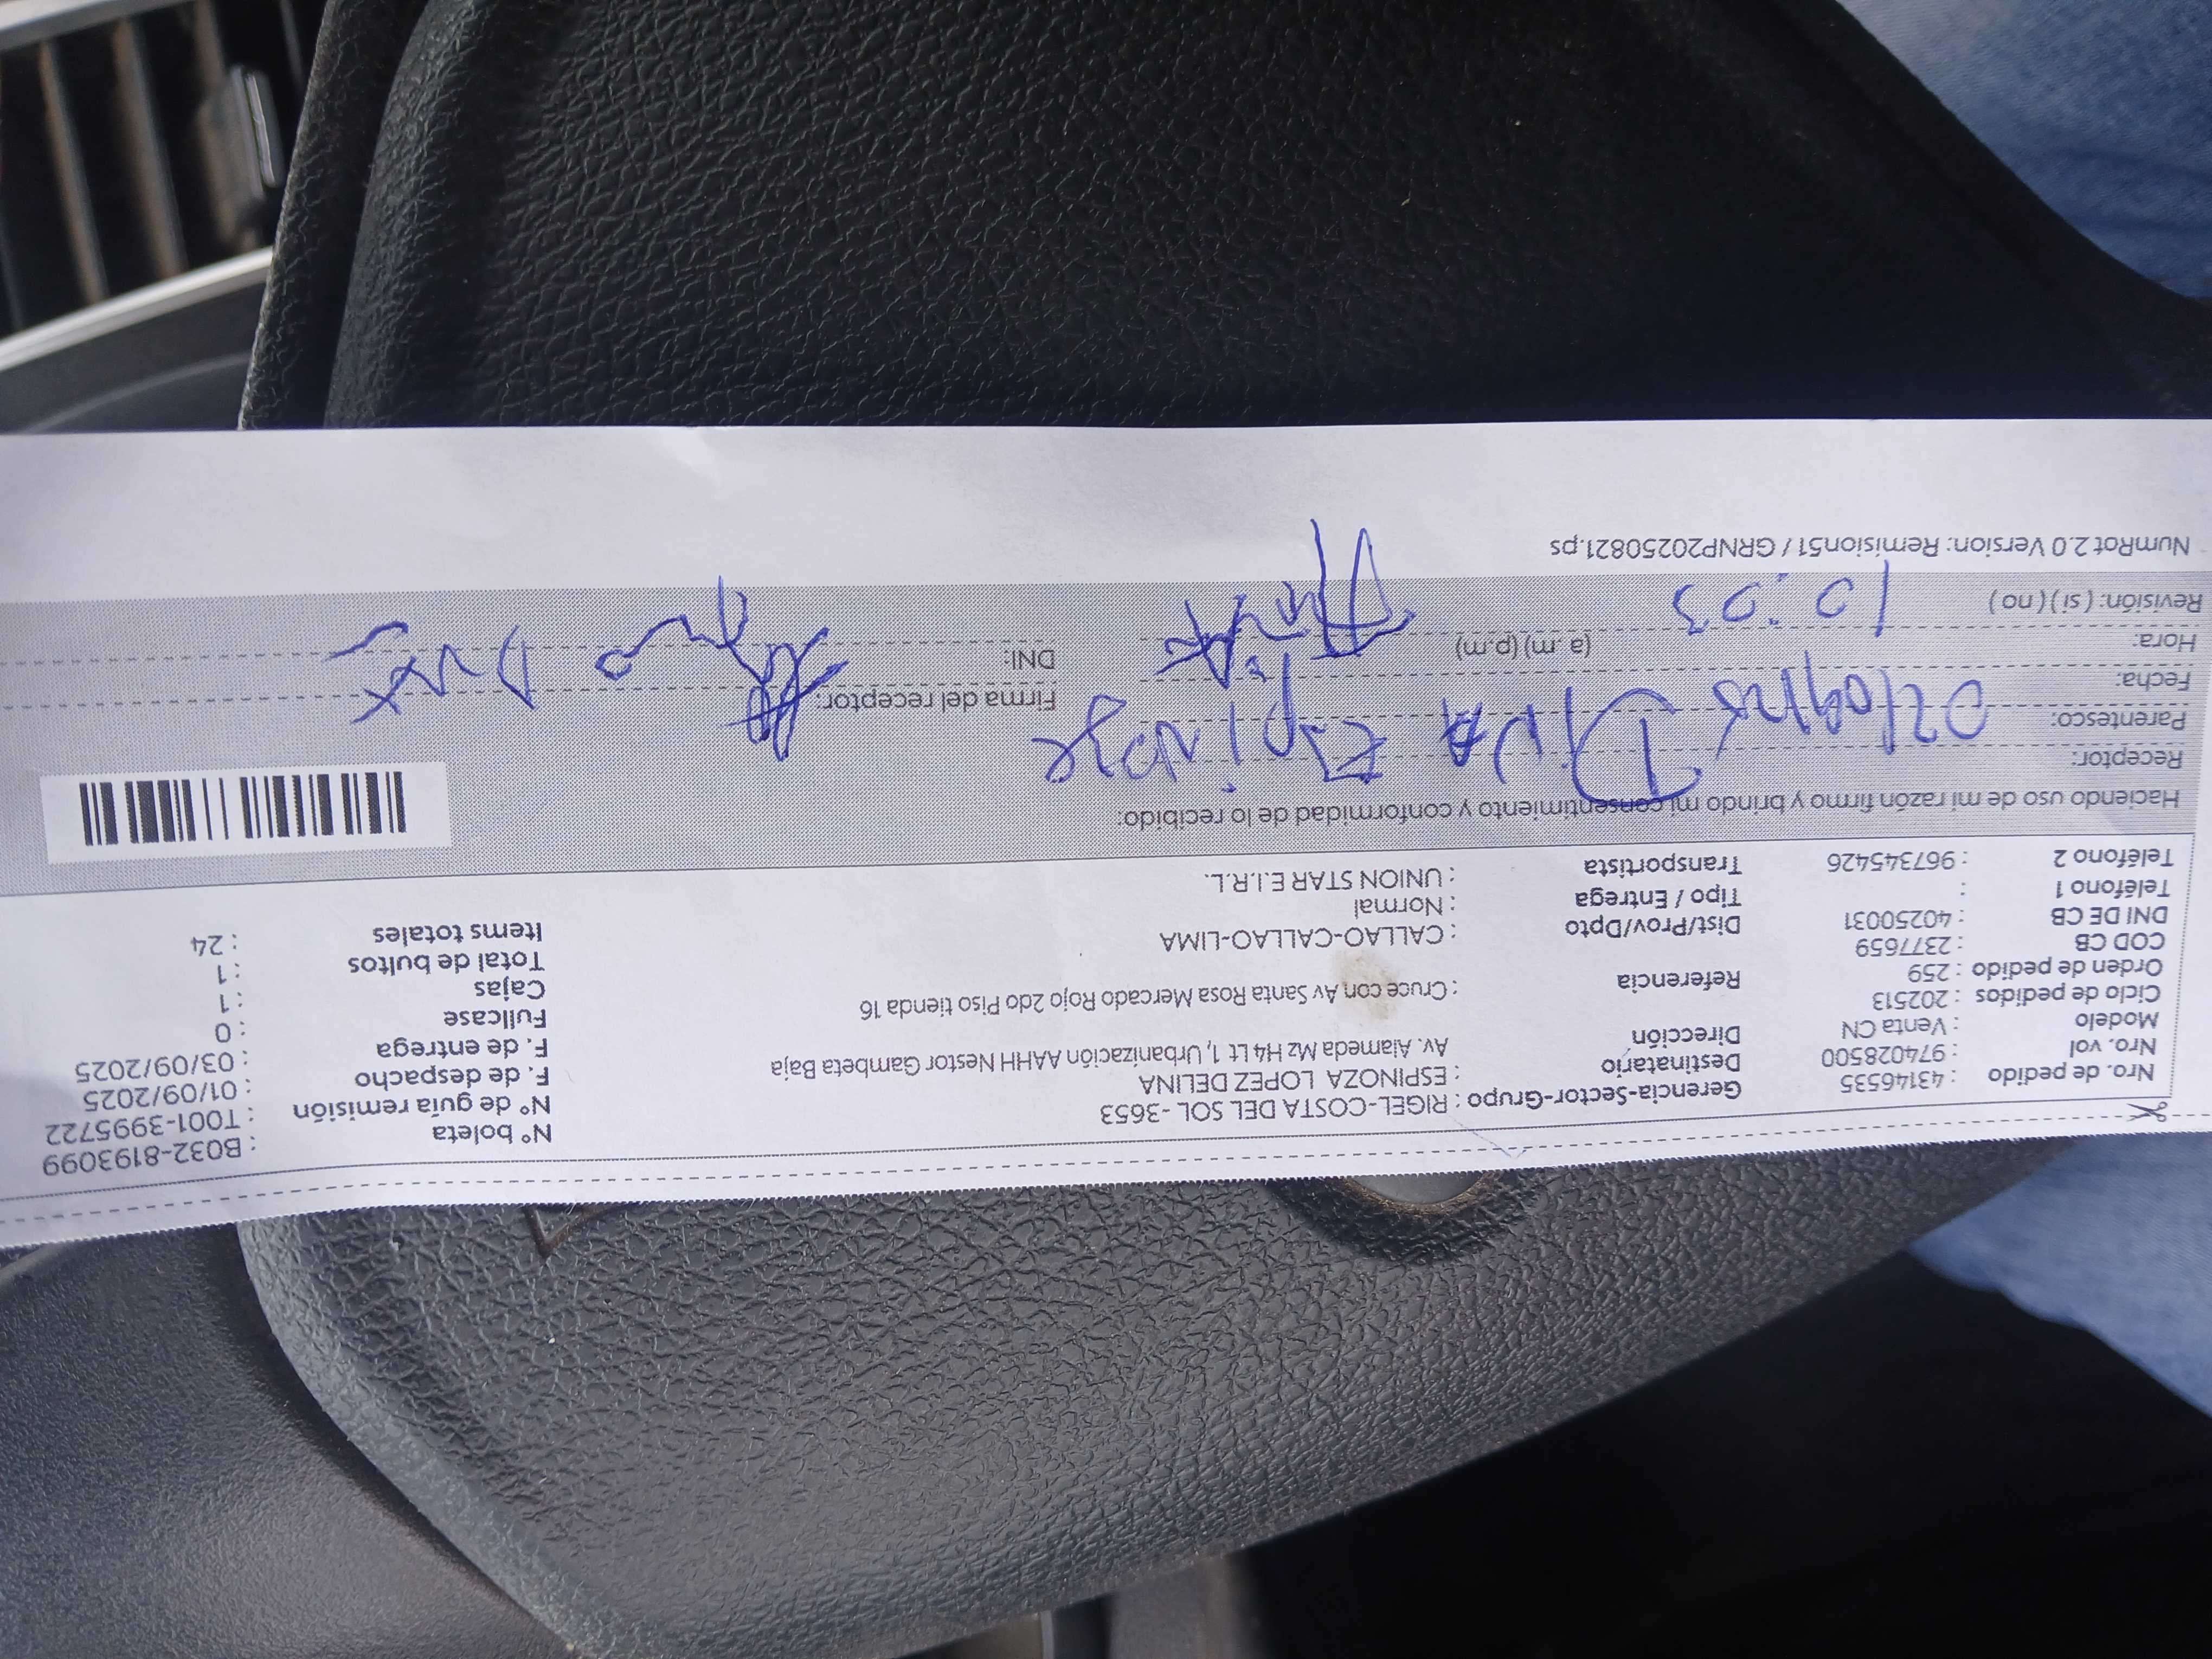 Nro. de pedido : 43146535 Gerencia-Sector-Grupo : RIGEL-COSTA DEL SOL - 3653 N° boleta : B032-8193099
Nro. vol : 974028500 Destinatario : ESPINOZA LOPEZ DELINA N° de guía remisión : T001-3995722
Modelo : Venta CN Dirección Av. Alameda Mz H4 Lt 1, Urbanización AAHH Nestor Gambeta Baja F. de despacho : 01/09/2025
Ciclo de pedidos : 202513 F. de entrega : 03/09/2025
Orden de pedido : 259 Referencia : Cruce con Av Santa Rosa Mercado Rojo 2do Piso tienda 16 Fullcase : 0
COD CB : 2377659 Cajas : 1
DNI DE CB : 40250031 Dist/Prov/Dpto : CALLAO-CALLAO-LIMA Total de bultos : 1
Teléfono 1 : Tipo / Entrega : Normal Items totales : 24
Teléfono 2 : 967345426 Transportista : UNION STAR E.I.R.L.
Haciendo uso de mi razón firmo y brindo mi consentimiento y conformidad de lo recibido:
Receptor:
Parentesco:
Fecha: Firma del receptor:
Hora: (a .m) (p.m) DNI:
Revisión: ( si ) ( no ) 10:03
NumRot 2.0 Version: Remision51 / GRNP20250821.ps